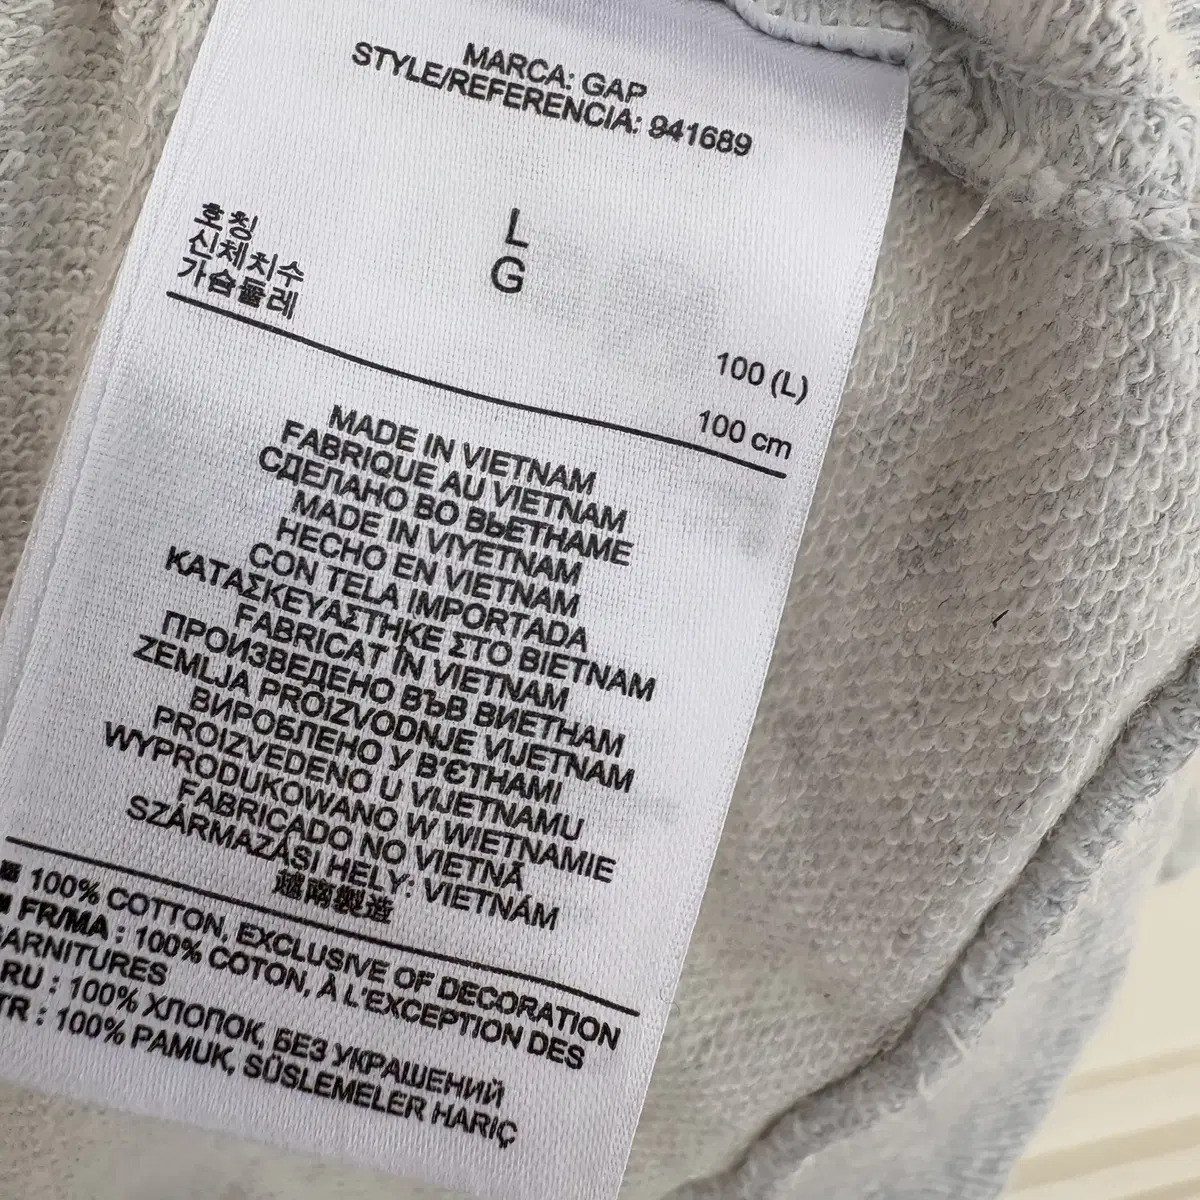 MARCA: GAP
STYLE/REFERENCIA: 941689
L
G
호칭
신체치수
가슴둘레
100 (L)
100 cm
MADE IN VIETNAM
FABRIQUE AU VIETNAM
СДЕЛАНО ВО ВЬЕТНАМЕ
MADE IN VIYETNAM
HECHO EN VIETNAM
CON TELA IMPORTADA
ΚΑΤΑΣΚΕΥΑΣΤΗΚΕ ΣΤΟ ΒΙΕΤΝΑΜ
FABRICAT ÎN VIETNAM
ПРОИЗВЕДЕНО ВЪВ ВИЕТНАМ
ZEMLJA PROIZVODNJE VIJETNAM
ВИРОБЛЕНО У В'ЄТНАМІ
PROIZVEDENO U VIJETNAMU
WYPRODUKOWANO W WIETNAMIE
FABRICADO NO VIETNÃ
SZÁRMAZÁSI HELY: VIETNÁM
越南製造
100% COTTON, EXCLUSIVE OF DECORATION
FR/MA : 100% COTON, À L'EXCEPTION DES
GARNITURES
RU : 100% ХЛОПОК, БЕЗ УКРАШЕНИЙ
TR : 100% PAMUK, SÜSLEMELER HARİÇ